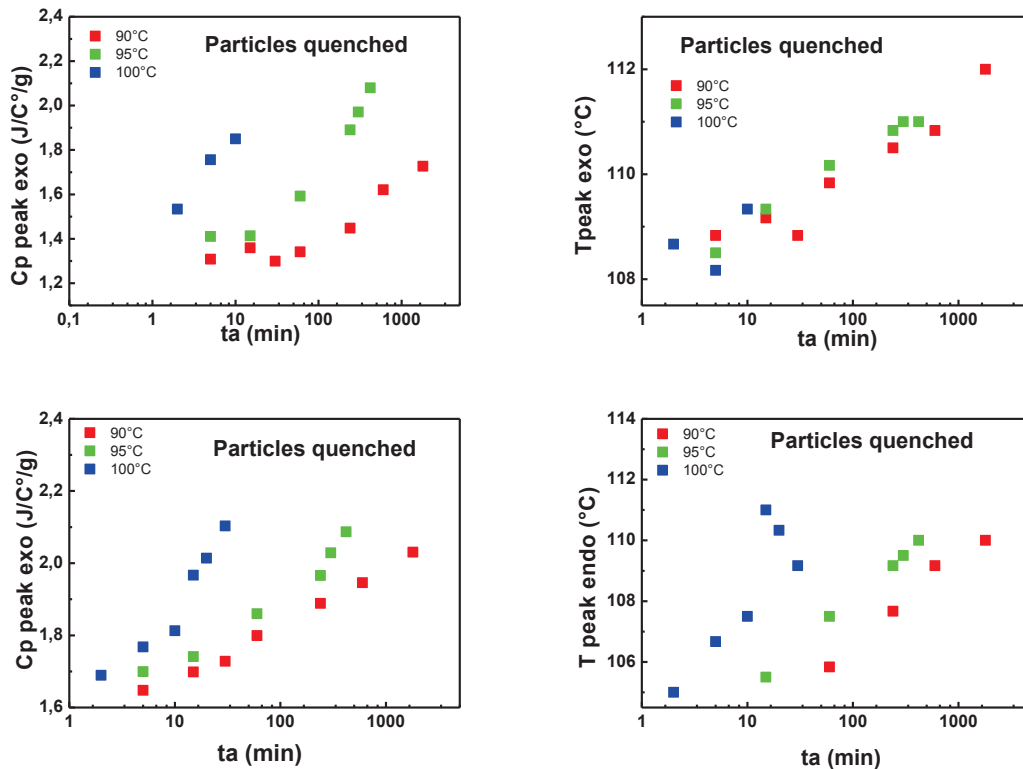 2,4
2,2
2,0
1,8
1,6
1,4
1,2
0,1
1
10
100
1000
Cp peak exo (J/C°/g)
ta (min)
90°C
95°C
100°C
Particles quenched
112
110
108
1
10
100
1000
Tpeak exo (°C)
ta (min)
Particles quenched
90°C
95°C
100°C
2,4
2,2
2,0
1,8
1,6
1
10
100
1000
Cp peak exo (J/C°/g)
ta (min)
90°C
95°C
100°C
Particles quenched
114
112
110
108
106
1
10
100
1000
T peak endo (°C)
ta (min)
Particles quenched
90°C
95°C
100°C